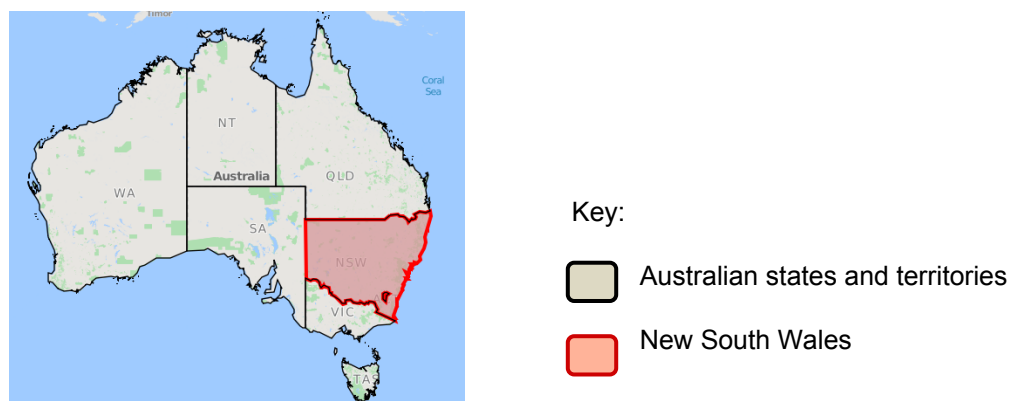 Timor
Coral
Sea
NT
Australia
QLD
WA
SA
NSW
VIC
TAS
Key:
Australian states and territories
New South Wales